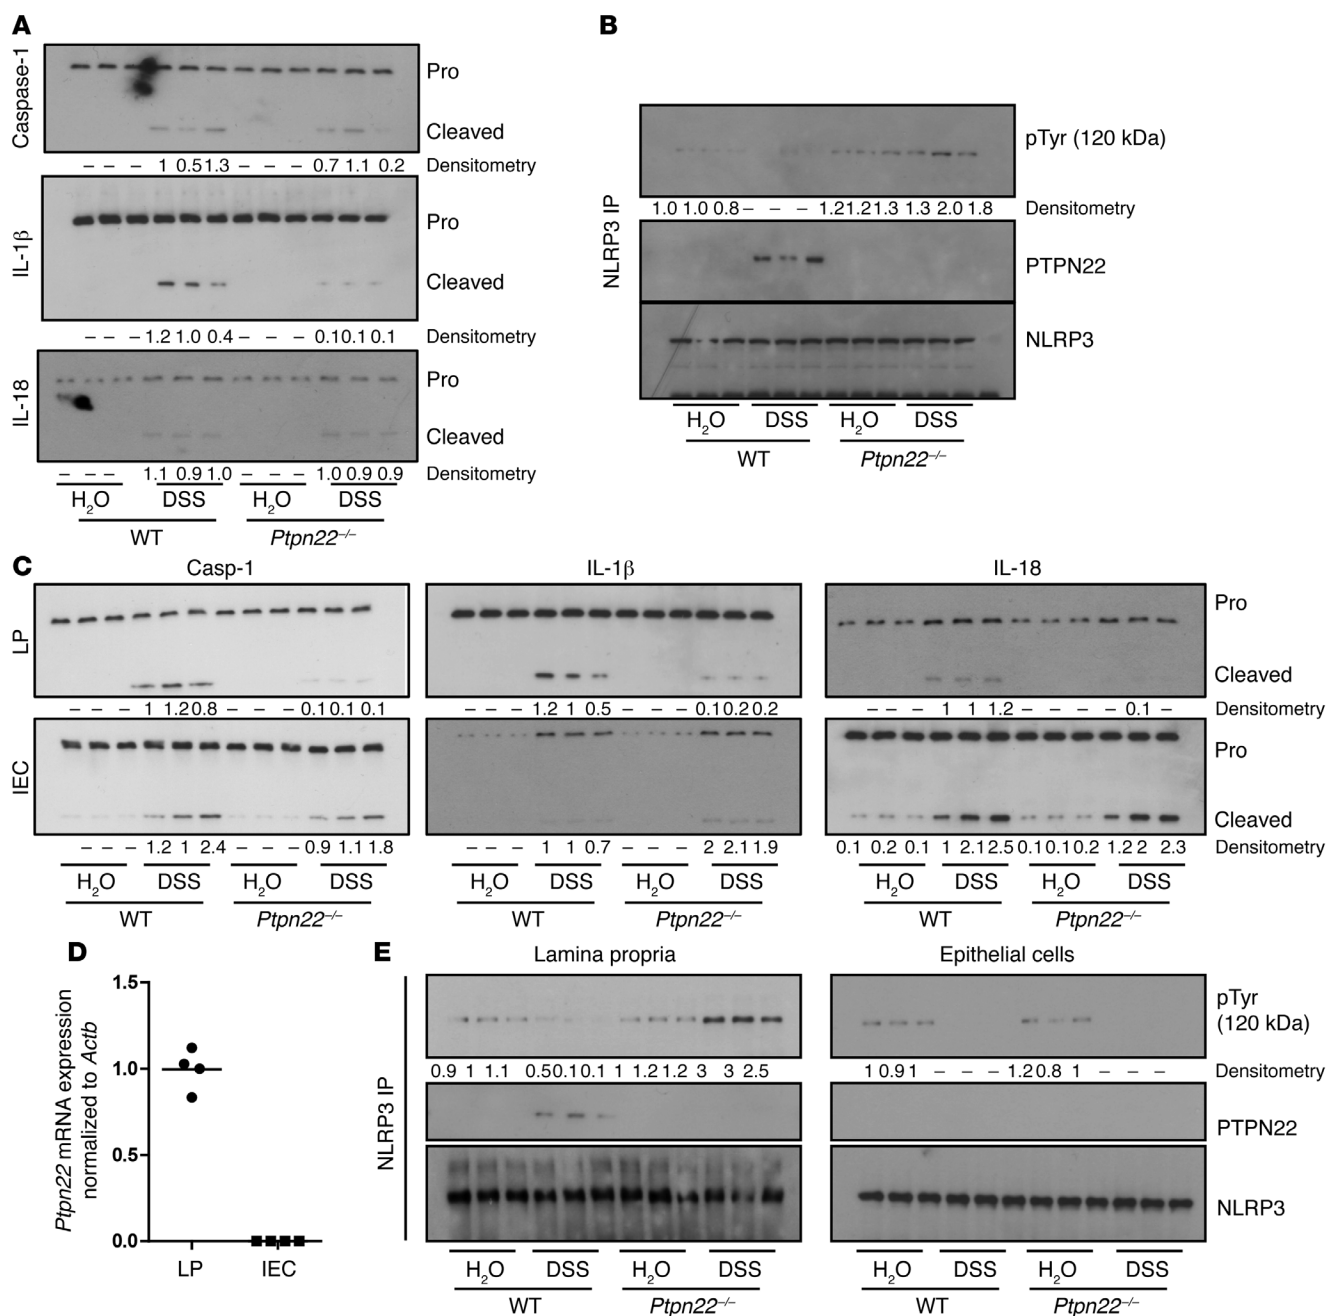 A
Caspase-1
Pro
Cleaved
– – – 1 0.5 1.3 – – – 0.7 1.1 0.2 Densitometry
IL-1β
Pro
Cleaved
– – – 1.2 1.0 0.4 – – – 0.1 0.1 0.1 Densitometry
IL-18
Pro
Cleaved
– – – 1.1 0.9 1.0 – – – 1.0 0.9 0.9 Densitometry
H2O DSS H2O DSS
WT Ptpn22–/–
B
NLRP3 IP
pTyr (120 kDa)
1.0 1.0 0.8 – – – 1.2 1.2 1.3 1.3 2.0 1.8 Densitometry
PTPN22
NLRP3
H2O DSS H2O DSS
WT Ptpn22–/–
C
Casp-1 IL-1β IL-18
LP
Pro
Cleaved
– – – 1 1.2 0.8 – – – 0.1 0.1 0.1 – – – 1.2 1 0.5 – – – 0.1 0.2 0.2 – – – 1 1 1.2 – – – – 0.1 – Densitometry
IEC
Pro
Cleaved
– – – 1.2 1 2.4 – – – 0.9 1.1 1.8 – – – 1 1 0.7 – – – 2 2.1 1.9 0.1 0.2 0.1 1 2.1 2.5 0.1 0.1 0.2 1.2 2 2.3 Densitometry
H2O DSS H2O DSS H2O DSS H2O DSS H2O DSS H2O DSS
WT Ptpn22–/– WT Ptpn22–/– WT Ptpn22–/–
D
Ptpn22 mRNA expression
normalized to Actb
1.5
1.0
0.5
0.0
LP IEC
E
Lamina propria Epithelial cells
NLRP3 IP
pTyr
(120 kDa)
0.9 1 1.1 0.5 0.1 0.1 1 1.2 1.2 3 3 2.5 1 0.9 1 – – – 1.2 0.8 1 – – – Densitometry
PTPN22
NLRP3
H2O DSS H2O DSS H2O DSS H2O DSS
WT Ptpn22–/– WT Ptpn22–/–